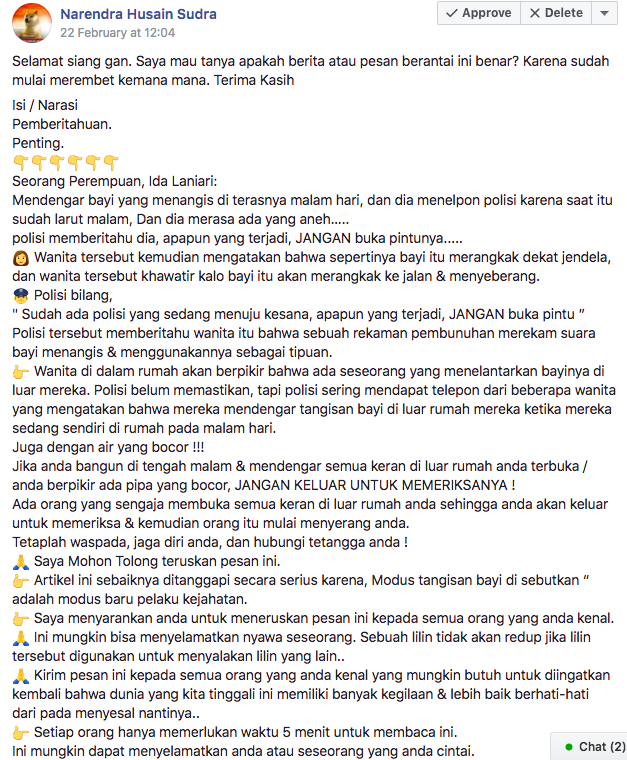 Narendra Husain Sudra
Approve
Delete
22 February at 12:04
Selamat siang gan. Saya mau tanya apakah berita atau pesan berantai ini benar? Karena sudah
mulai merembet kemana mana. Terima Kasih
Isi / Narasi
Pemberitahuan.
Penting.
👇👇👇👇👇👇
Seorang Perempuan, Ida Laniari:
Mendengar bayi yang menangis di terasnya malam hari, dan dia menelpon polisi karena saat itu
sudah larut malam, Dan dia merasa ada yang aneh.....
polisi memberitahu dia, apapun yang terjadi, JANGAN buka pintunya.....
👩 Wanita tersebut kemudian mengatakan bahwa sepertinya bayi itu merangkak dekat jendela,
dan wanita tersebut khawatir kalo bayi itu akan merangkak ke jalan & menyeberang.
👮 Polisi bilang,
" Sudah ada polisi yang sedang menuju kesana, apapun yang terjadi, JANGAN buka pintu "
Polisi tersebut memberitahu wanita itu bahwa sebuah rekaman pembunuhan merekam suara
bayi menangis & menggunakannya sebagai tipuan.
👉 Wanita di dalam rumah akan berpikir bahwa ada seseorang yang menelantarkan bayinya di
luar mereka. Polisi belum memastikan, tapi polisi sering mendapat telepon dari beberapa wanita
yang mengatakan bahwa mereka mendengar tangisan bayi di luar rumah mereka ketika mereka
sedang sendiri di rumah pada malam hari.
Juga dengan air yang bocor !!!
Jika anda bangun di tengah malam & mendengar semua keran di luar rumah anda terbuka /
anda berpikir ada pipa yang bocor, JANGAN KELUAR UNTUK MEMERIKSANYA !
Ada orang yang sengaja membuka semua keran di luar rumah anda sehingga anda akan keluar
untuk memeriksa & kemudian orang itu mulai menyerang anda.
Tetaplah waspada, jaga diri anda, dan hubungi tetangga anda !
🙏 Saya Mohon Tolong teruskan pesan ini.
👉 Artikel ini sebaiknya ditanggapi secara serius karena, Modus tangisan bayi di sebutkan “
adalah modus baru pelaku kejahatan.
👉 Saya menyarankan anda untuk meneruskan pesan ini kepada semua orang yang anda kenal.
🙏 Ini mungkin bisa menyelamatkan nyawa seseorang. Sebuah lilin tidak akan redup jika lilin
tersebut digunakan untuk menyalakan lilin yang lain..
🙏 Kirim pesan ini kepada semua orang yang anda kenal yang mungkin butuh untuk diingatkan
kembali bahwa dunia yang kita tinggali ini memiliki banyak kegilaan & lebih baik berhati-hati
dari pada menyesal nantinya..
👉 Setiap orang hanya memerlukan waktu 5 menit untuk membaca ini.
Ini mungkin dapat menyelamatkan anda atau seseorang yang anda cintai.
Chat (2)